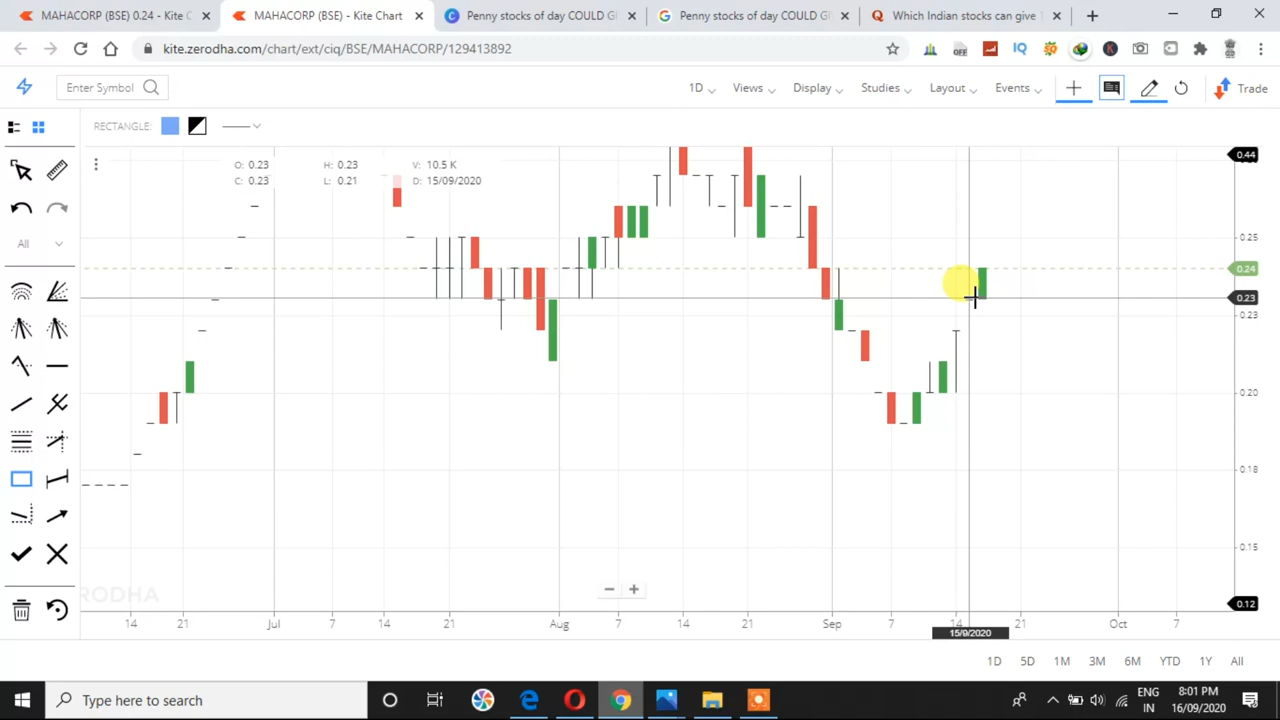 MAHACORP (BSE) 0.24 - Kite C
MAHACORP (BSE) - Kite Chart
Penny stocks of day COULD GI
Penny stocks of day COULD GI
Which Indian stocks can give 1
kite.zerodha.com/chart/ext/ciq/BSE/MAHACORP/129413892
OFF
IQ
K
Enter Symbol
1D
Views
Display
Studies
Layout
Events
Trade
RECTANGLE:
O: 0.23
H: 0.23
V: 10.5 K
C: 0.23
L: 0.21
D: 15/09/2020
All
0.44
0.25
0.24
0.23
0.23
0.20
0.18
0.15
0.12
RODHA
14
21
Jul
7
14
21
Aug
7
14
21
Sep
7
14
21
Oct
7
15/9/2020
1D
5D
1M
3M
6M
YTD
1Y
All
Type here to search
ENG
IN
8:01 PM
16/09/2020